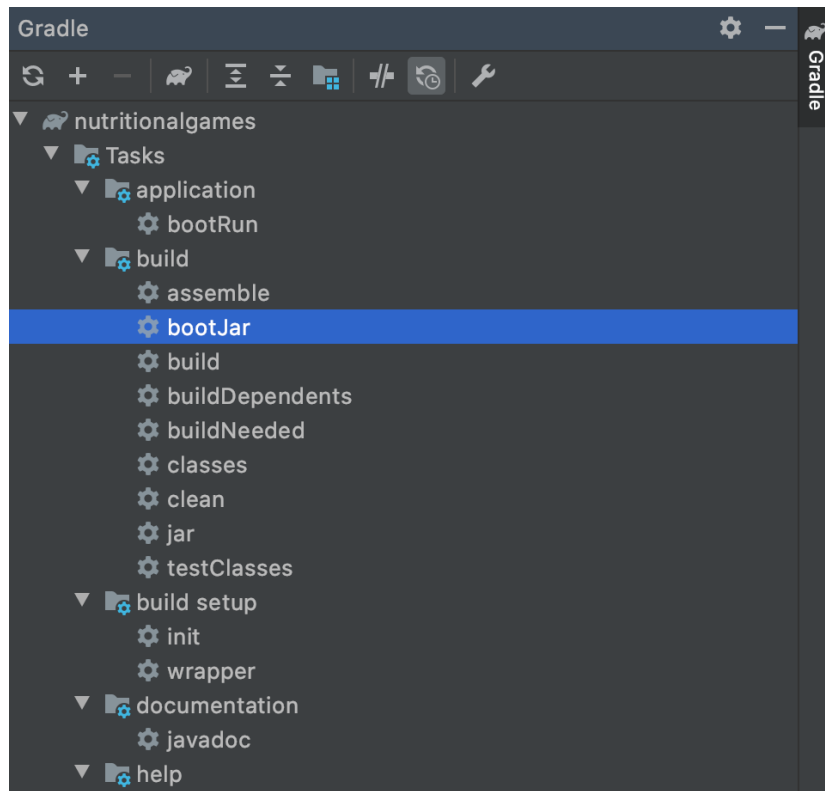 Gradle
Gradle
nutritionalgames
Tasks
application
bootRun
build
assemble
bootJar
build
buildDependents
buildNeeded
classes
clean
jar
testClasses
build setup
init
wrapper
documentation
javadoc
help